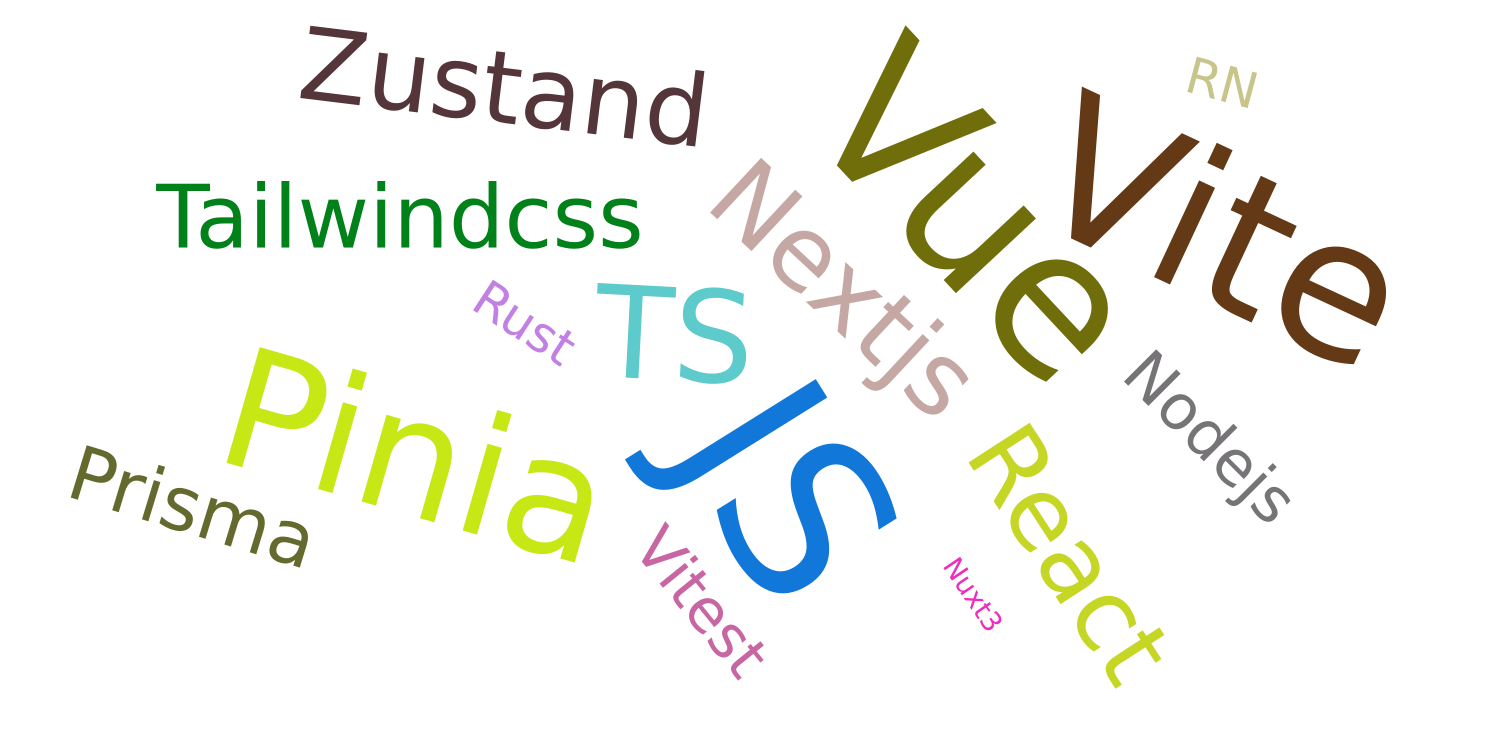 Zustand
Vue
Vite
RN
Tailwindcss
Nextjs
Rust
TS
Pinia
JS
Nodejs
Prisma
React
Vitest
Nuxt3